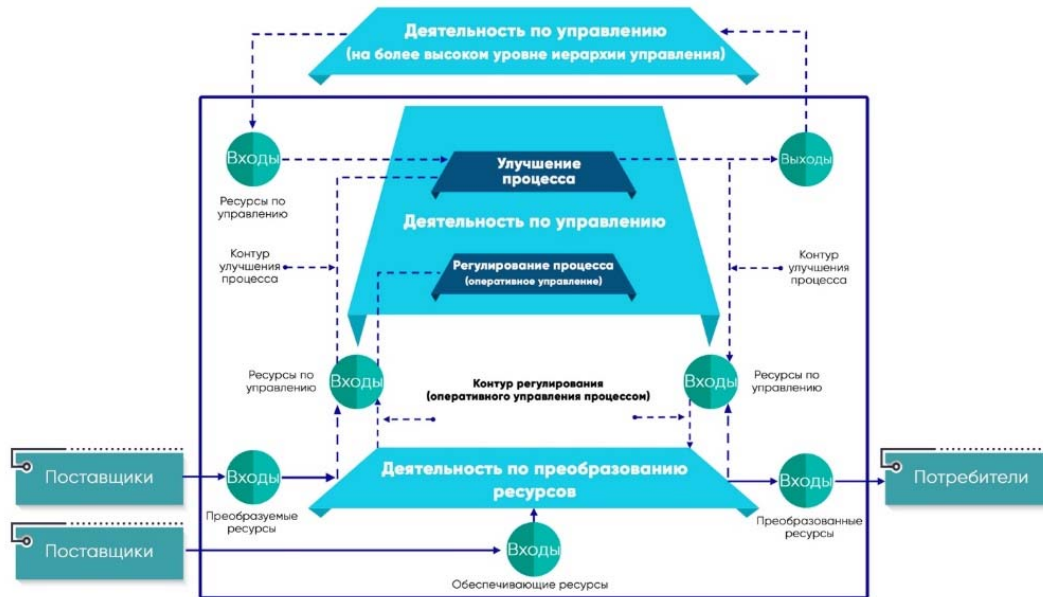 Деятельность по управлению
(на более высоком уровне иерархии управления)
Входы
Ресурсы по
управлению
Улучшение
процесса
Выходы
Деятельность по управлению
Контур
улучшения
процесса
Контур
улучшения
процесса
Регулирование процесса
(оперативное управление)
Ресурсы по
управлению
Входы
Контур регулирования
(оперативного управления процессом)
Входы
Ресурсы по
управлению
Поставщики
Входы
Преобразуемые
ресурсы
Деятельность по преобразованию
ресурсов
Входы
Преобразованные
ресурсы
Потребители
Поставщики
Входы
Обеспечивающие ресурсы